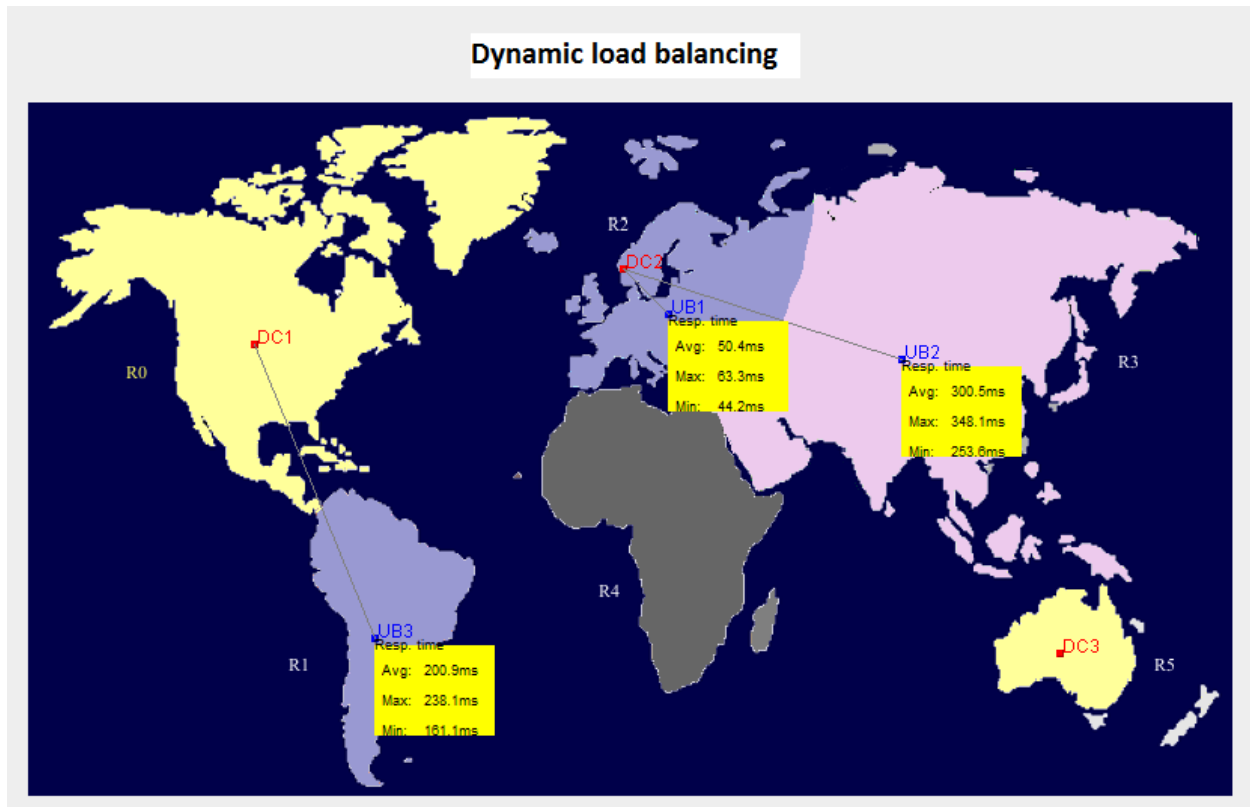 Dynamic load balancing
R2
DC2
UB1
Resp. time
Avg: 50.4ms
Max: 63.3ms
Min: 44.2ms
DC1
R0
UB2
Resp. time
Avg: 300.5ms
Max: 348.1ms
Min: 253.6ms
R3
R4
UB3
Resp. time
Avg: 200.9ms
Max: 238.1ms
Min: 161.1ms
R1
DC3
R5